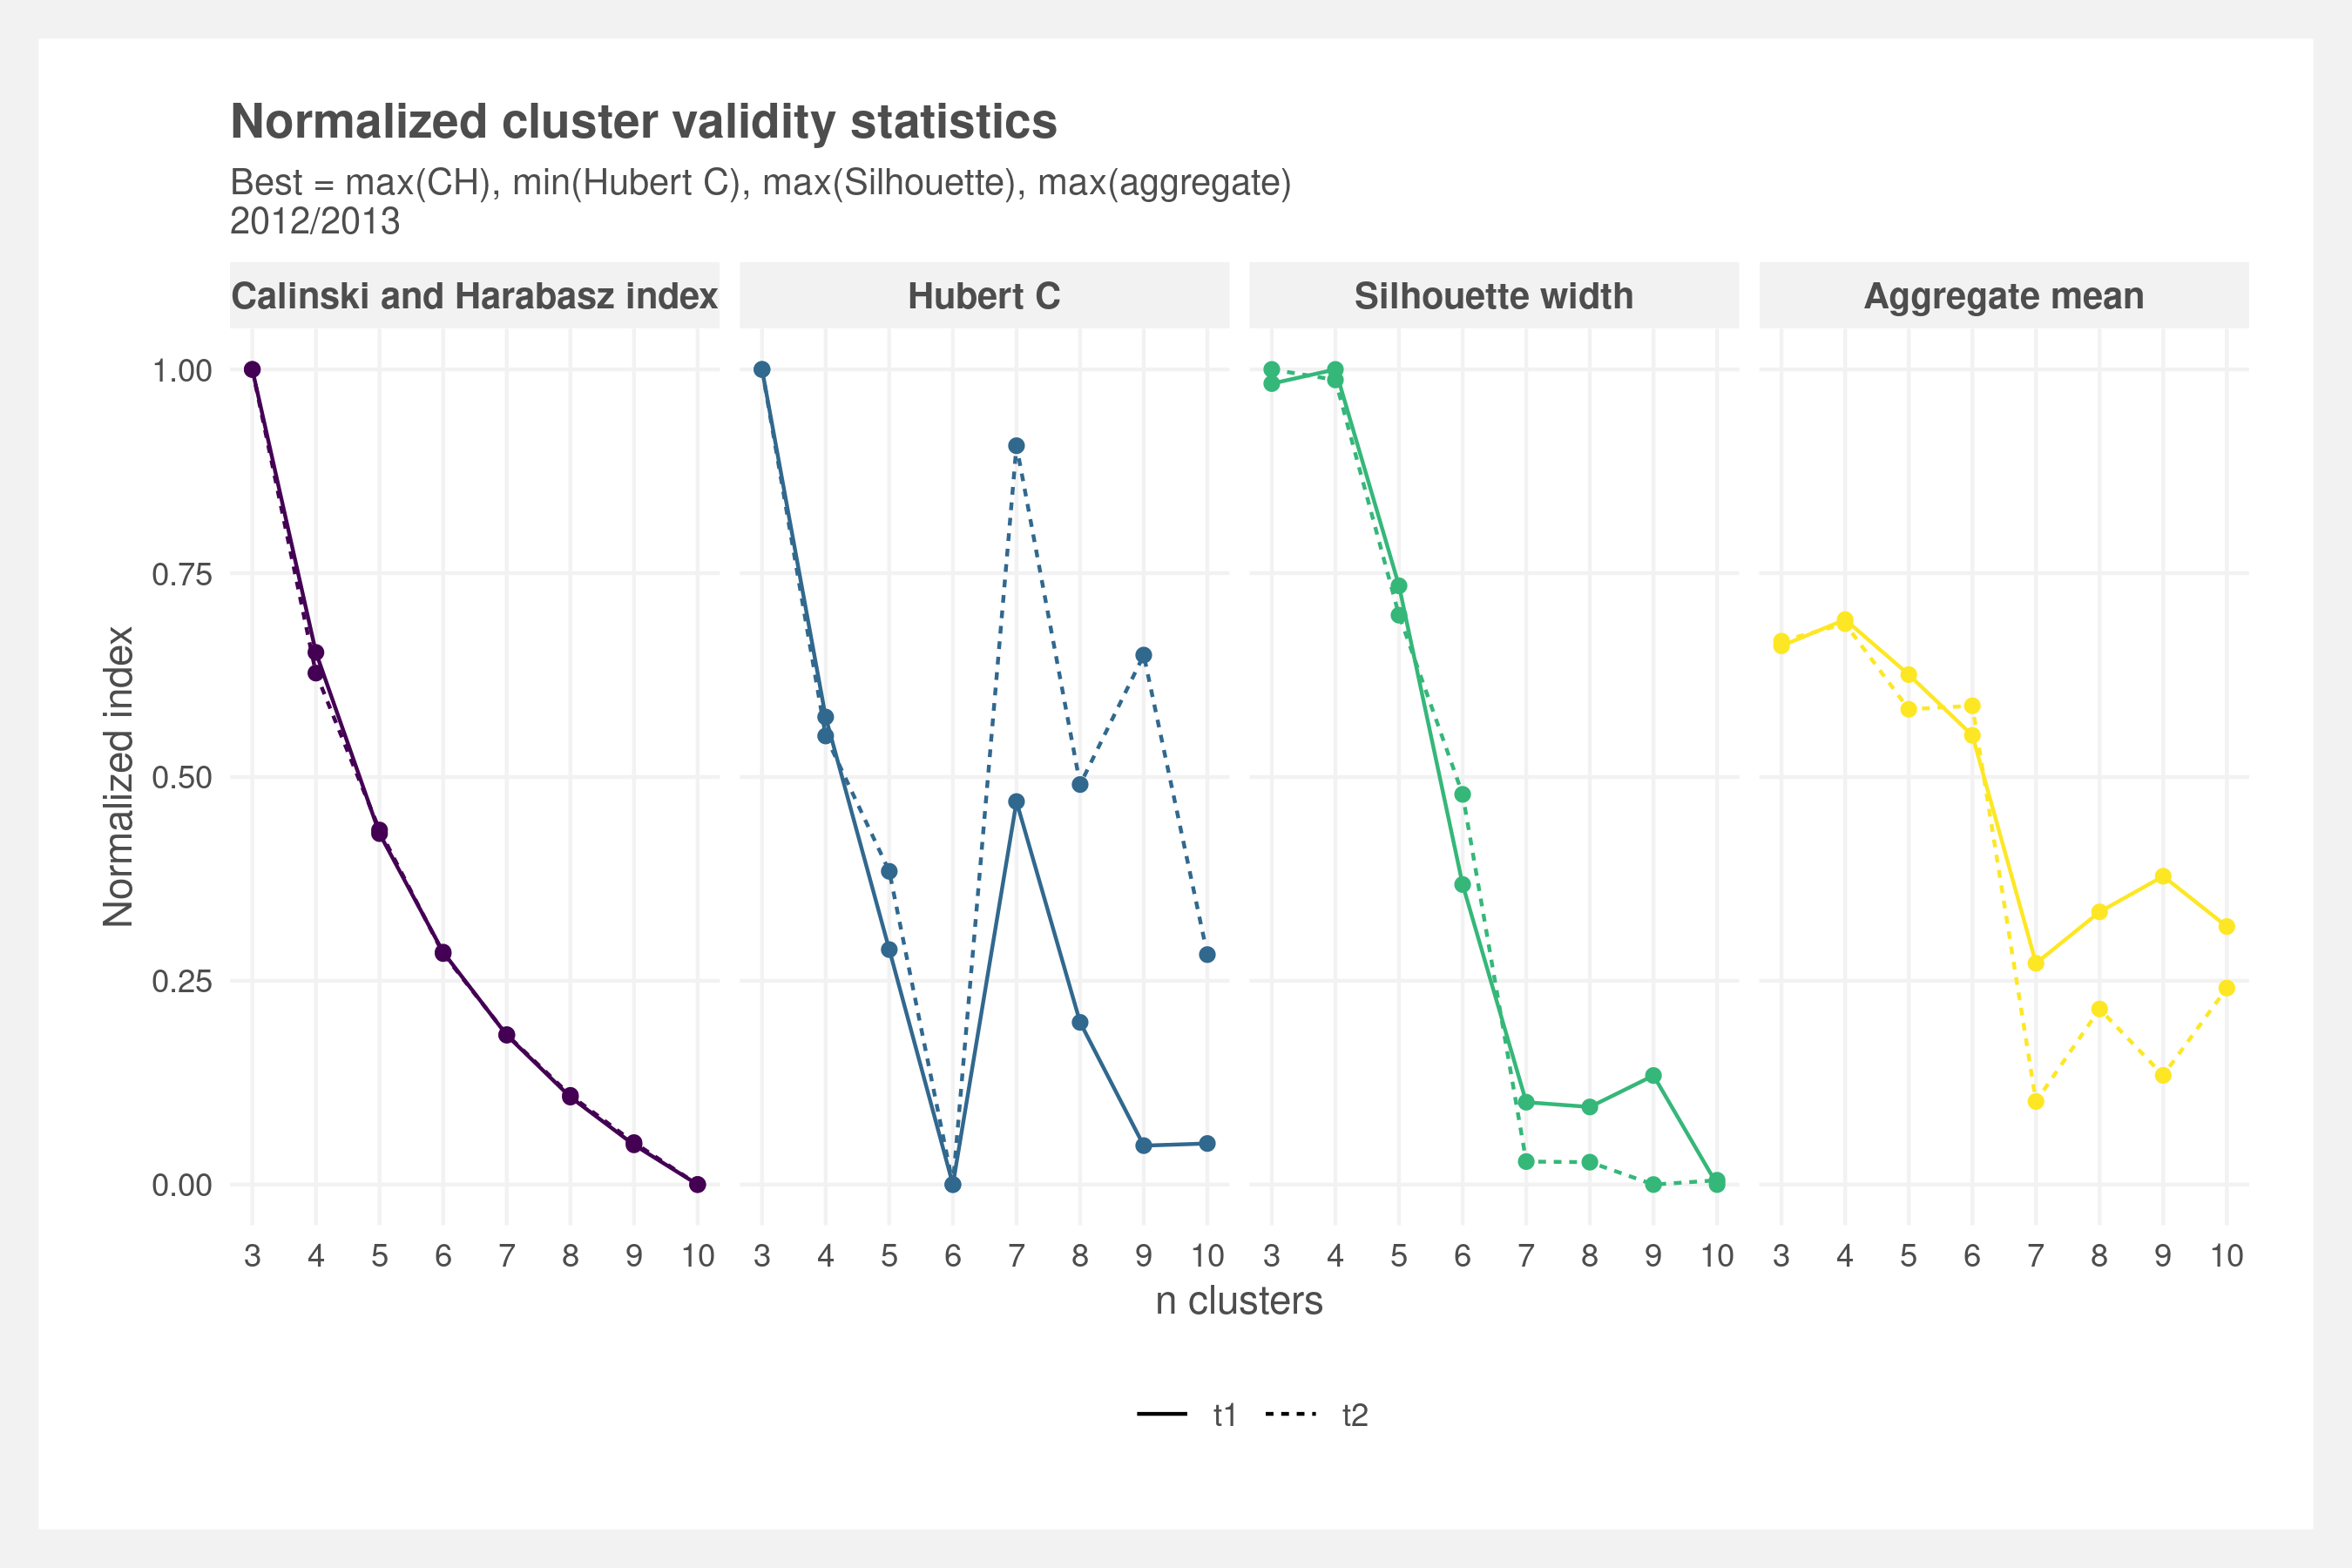 Normalized cluster validity statistics
Best = max(CH), min(Hubert C), max(Silhouette), max(aggregate)
2012/2013
Calinski and Harabasz index
Hubert C
Silhouette width
Aggregate mean
Normalized index
1.00
0.75
0.50
0.25
0.00
3 4 5 6 7 8 9 10
3 4 5 6 7 8 9 10
3 4 5 6 7 8 9 10
3 4 5 6 7 8 9 10
n clusters
t1 t2